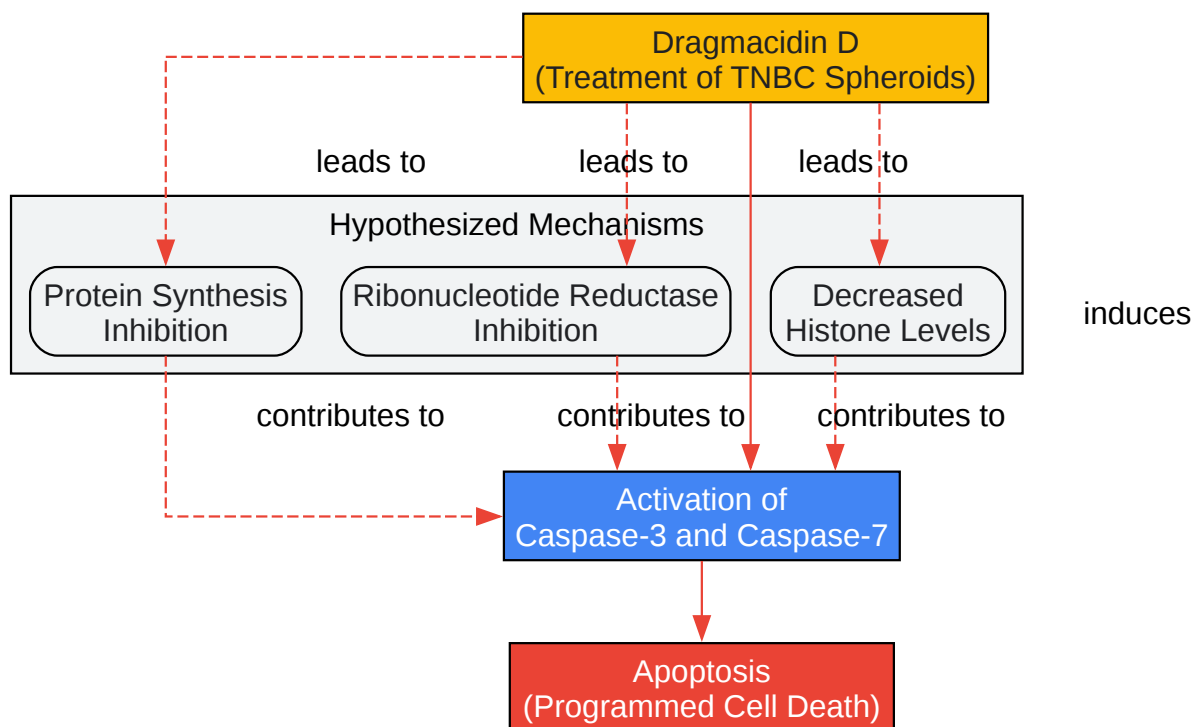 Dragmacidin D
(Treatment of TNBC Spheroids)
leads to
leads to
leads to
Hypothesized Mechanisms
Protein Synthesis
Inhibition
Ribonucleotide Reductase
Inhibition
Decreased
Histone Levels
induces
contributes to
contributes to
contributes to
Activation of
Caspase-3 and Caspase-7
Apoptosis
(Programmed Cell Death)